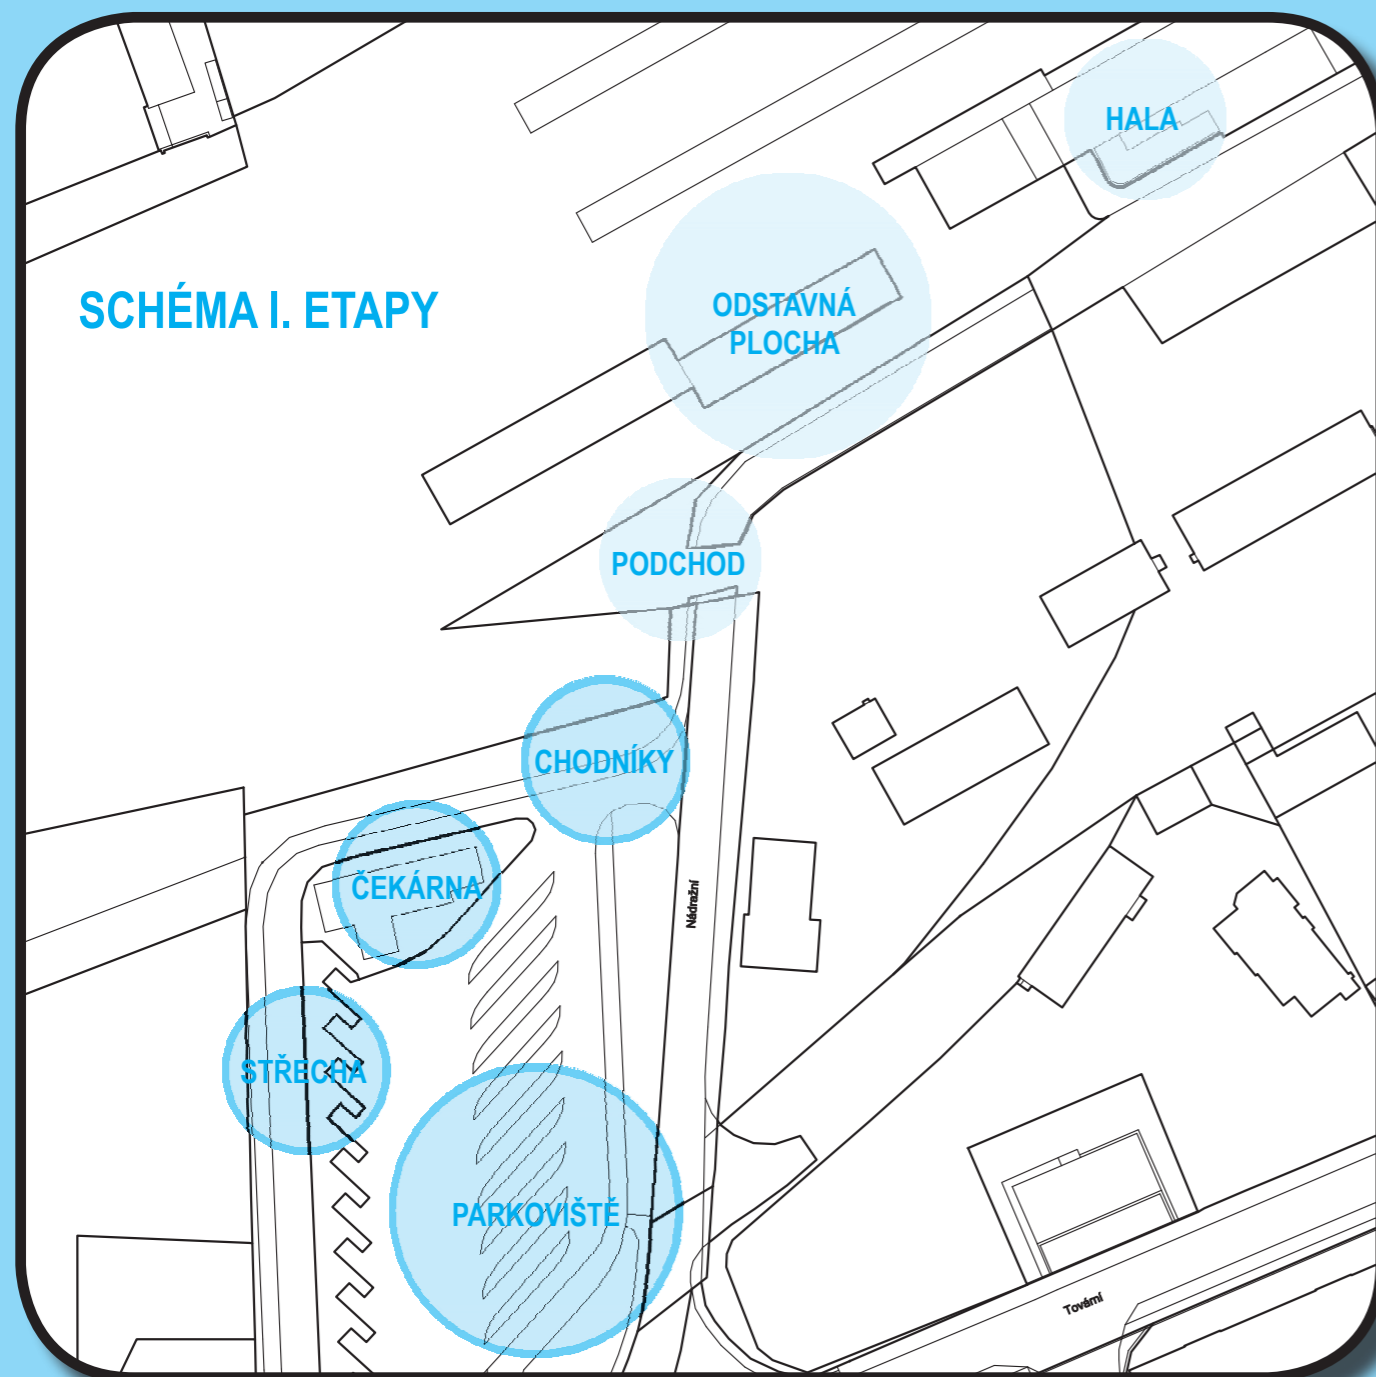 HALA
SCHÉMA I. ETAPY
ODSTAVNÁ
PLOCHA
PODCHOD
CHODNÍKY
ČEKÁRNA
Nádražní
STŘECHA
PARKOVIŠTĚ
Tovární